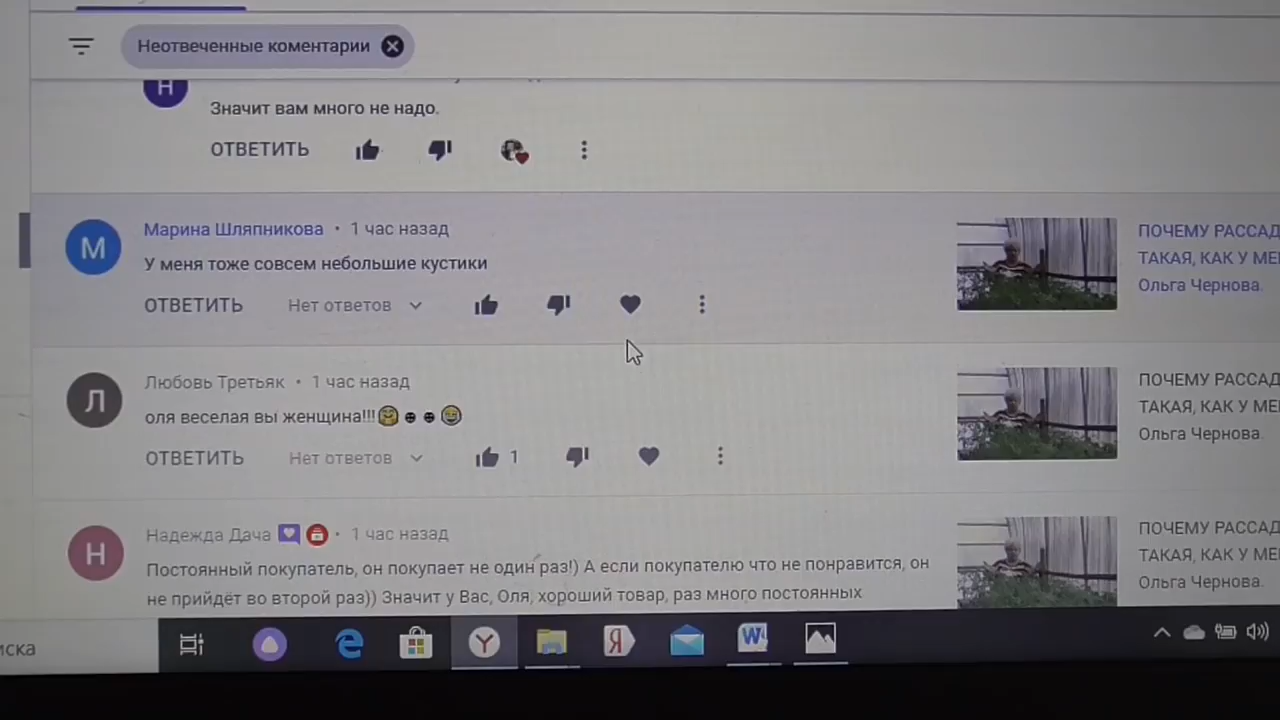 Неотвеченные коментарии
Н
Значит вам много не надо.
ОТВЕТИТЬ
М
Марина Шляпникова • 1 час назад
У меня тоже совсем небольшие кустики
ОТВЕТИТЬ Нет ответов
ПОЧЕМУ РАССАД
ТАКАЯ, КАК У МЕ
Ольга Чернова.
Л
Любовь Третьяк • 1 час назад
оля веселая вы женщина!!!
ОТВЕТИТЬ Нет ответов 1
ПОЧЕМУ РАССАД
ТАКАЯ, КАК У МЕ
Ольга Чернова.
Н
Надежда Дача • 1 час назад
Постоянный покупатель, он покупает не один раз!) А если покупателю что не понравится, он
не прийдёт во второй раз)) Значит у Вас, Оля, хороший товар, раз много постоянных
ПОЧЕМУ РАССАД
ТАКАЯ, КАК У МЕ
Ольга Чернова.
иска
Y
Я
W